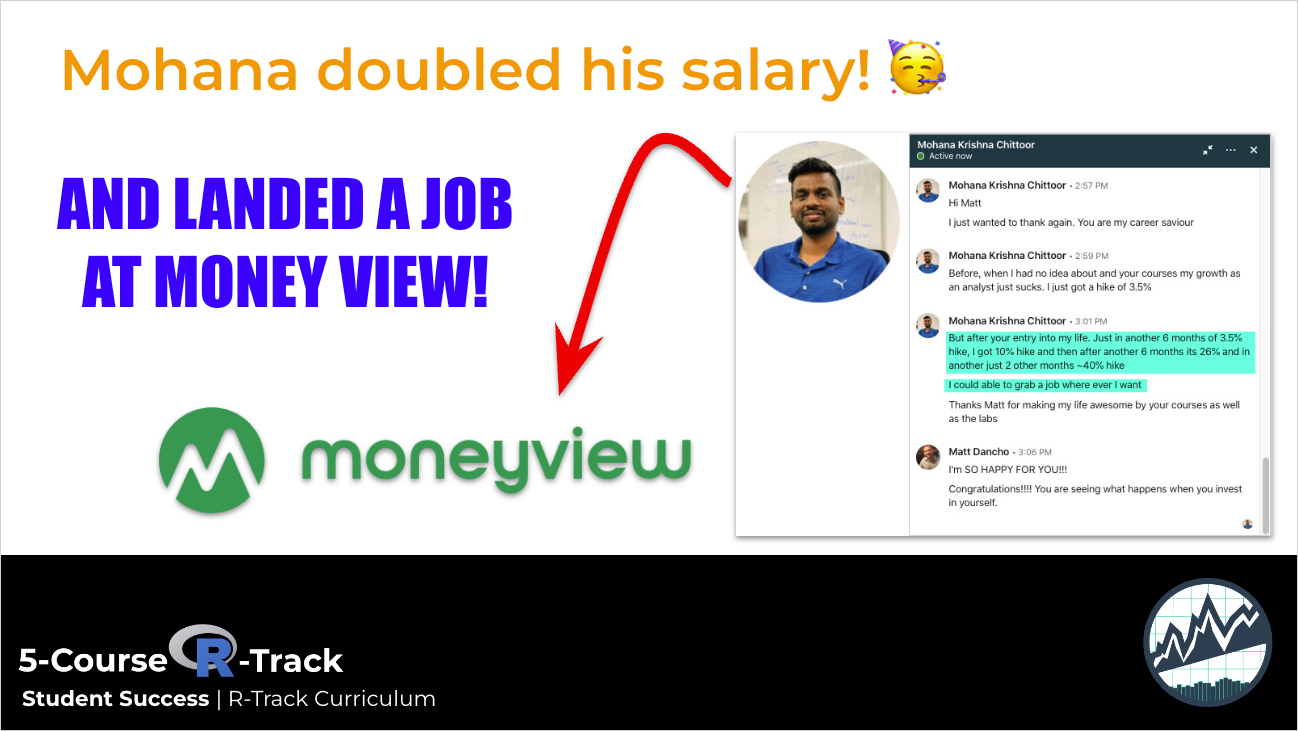 Mohana doubled his salary! 🥳
AND LANDED A JOB
AT MONEY VIEW!
moneyview
Mohana Krishna Chittoor
Active now
Mohana Krishna Chittoor • 2:57 PM
Hi Matt
I just wanted to thank again. You are my career saviour
Mohana Krishna Chittoor • 2:59 PM
Before, when I had no idea about and your courses my growth as
an analyst just sucks. I just got a hike of 3.5%
Mohana Krishna Chittoor • 3:01 PM
But after your entry into my life. Just in another 6 months of 3.5%
hike, I got 10% hike and then after another 6 months its 26% and in
another just 2 other months ~40% hike
I could able to grab a job where ever I want
Thanks Matt for making my life awesome by your courses as well
as the labs
Matt Dancho • 3:06 PM
I'm SO HAPPY FOR YOU!!!
Congratulations!!!! You are seeing what happens when you invest
in yourself.
5-Course R-Track
Student Success | R-Track Curriculum